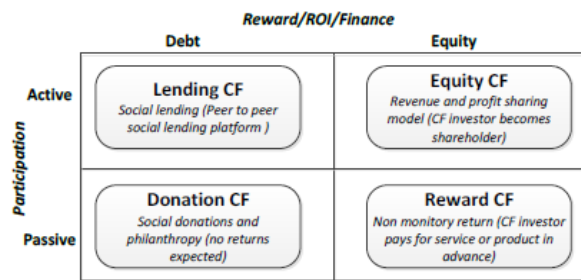 Reward/ROI/Finance
Debt Equity
Participation
Active
Lending CF
Social lending (Peer to peer
social lending platform )
Equity CF
Revenue and profit sharing
model (CF investor becomes
shareholder)
Passive
Donation CF
Social donations and
philanthropy (no returns
expected)
Reward CF
Non monitory return (CF investor
pays for service or product in
advance)